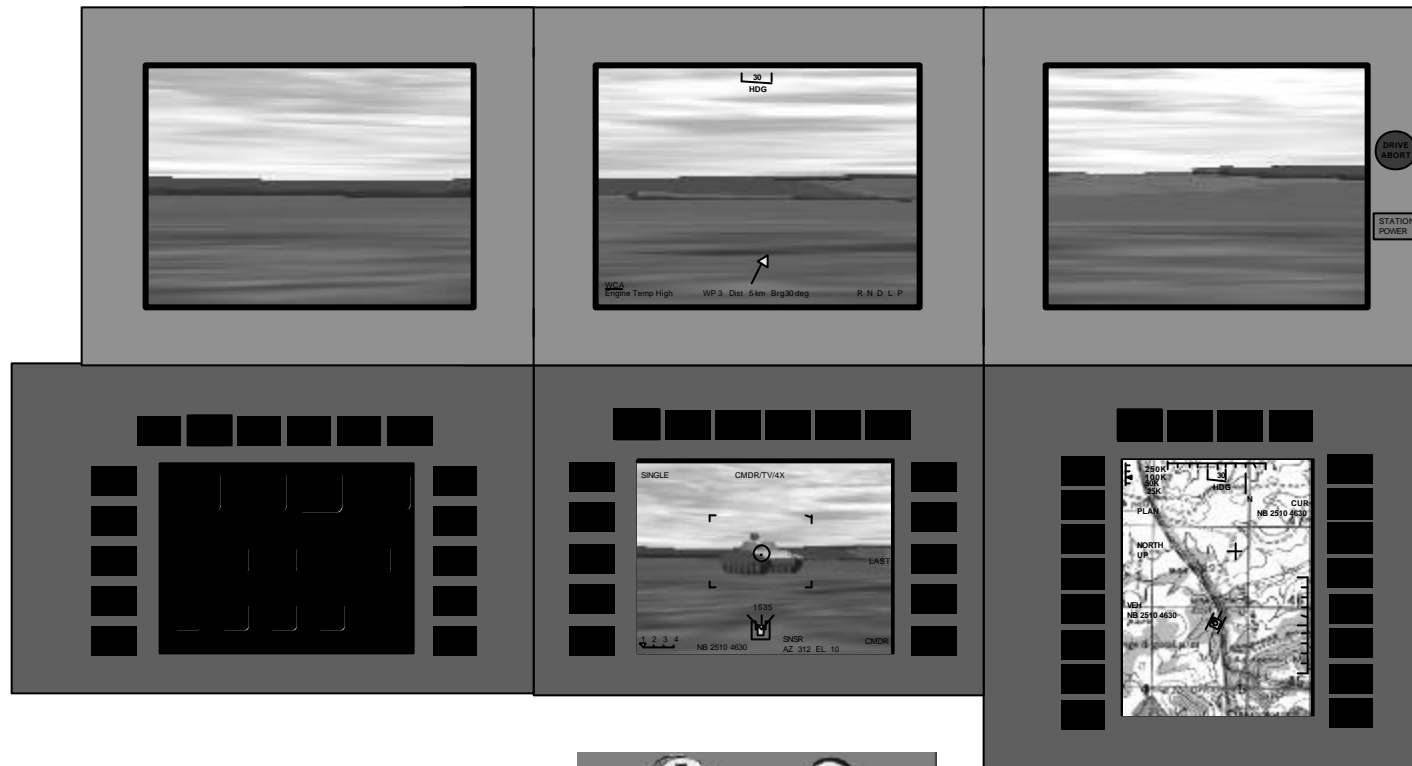 30
HDG
DRIVE
ABORT
STATION
POWER
WCA
Engine Temp High
WP 3 Dist 5 km Brg 30 deg
R N D L P
SINGLE
CMDR/TV/4X
LAST
1535
1 2 3 4
NB 2510 4630
SNSR
AZ 312 EL 10
CMDR
250K
100K
50K
25K
30
HDG
N
PLAN
CUR
NB 2510 4630
NORTH
UP
VEH
NB 2510 4630